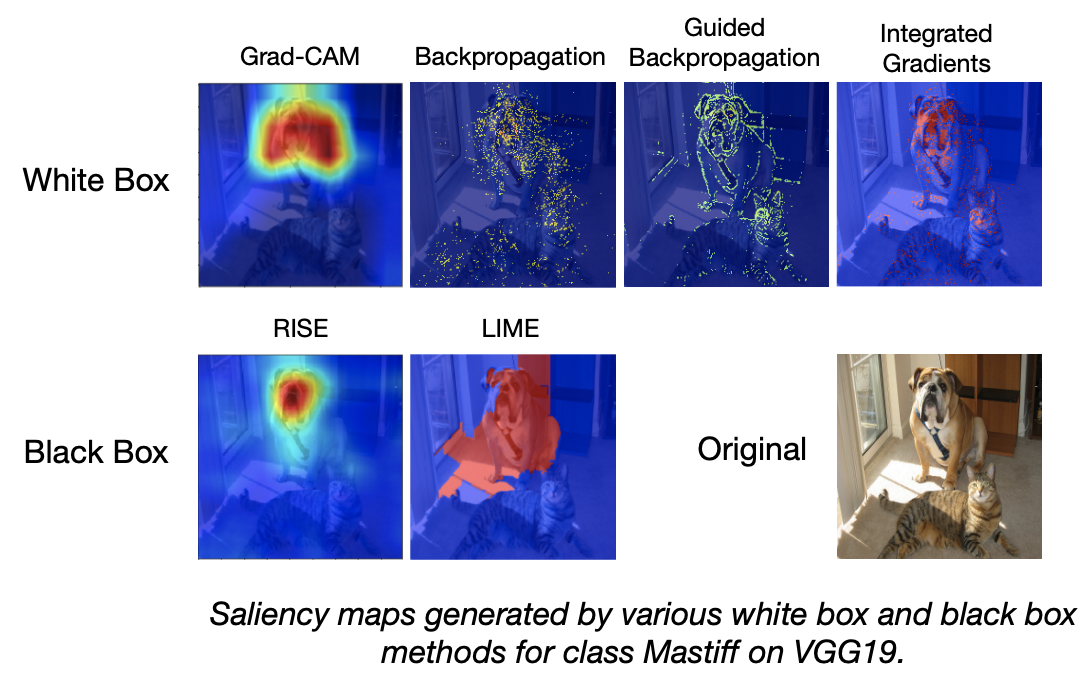 Grad-CAM
Backpropagation
Guided
Backpropagation
Integrated
Gradients
White Box
RISE
LIME
Black Box
Original
Saliency maps generated by various white box and black box
methods for class Mastiff on VGG19.